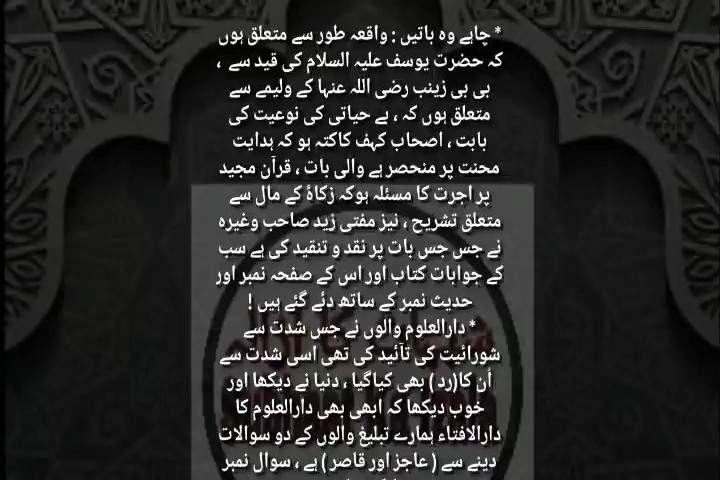 * چاہے وہ باتیں : واقعہ طور سے متعلق ہوں
کہ حضرت یوسف علیہ السلام کی قید سے ،
بی بی زینب رضی اللہ عنہا کے ولیمے سے
متعلق ہوں کہ ، بے حیائی کی نوعیت کی
بابت ، اصحاب کہف کاکتہ ہو کہ ہدایت
محنت پر منحصر ہے والی بات ، قرآن مجید
پر اجرت کا مسئلہ ہوکہ زکاۃ کے مال سے
متعلق تشریح ، نیز مفتی زید صاحب وغیرہ
نے جس جس بات پر نقد و تنقید کی ہے سب
کے جوابات کتاب اور اس کے صفحہ نمبر اور
حدیث نمبر کے ساتھ دئے گئے ہیں !
* دارالعلوم والوں نے جس شدت سے
شورائیت کی تآئید کی تھی اسی شدت سے
اُن کا(رد ) بھی کیاگیا ، دنیا نے دیکھا اور
خوب دیکھا کہ ابھی بھی دارالعلوم کا
دارالافتاء ہمارے تبلیغ والوں کے دو سوالات
دینے سے ( عاجز اور قاصر ) ہے ، سوال نمبر